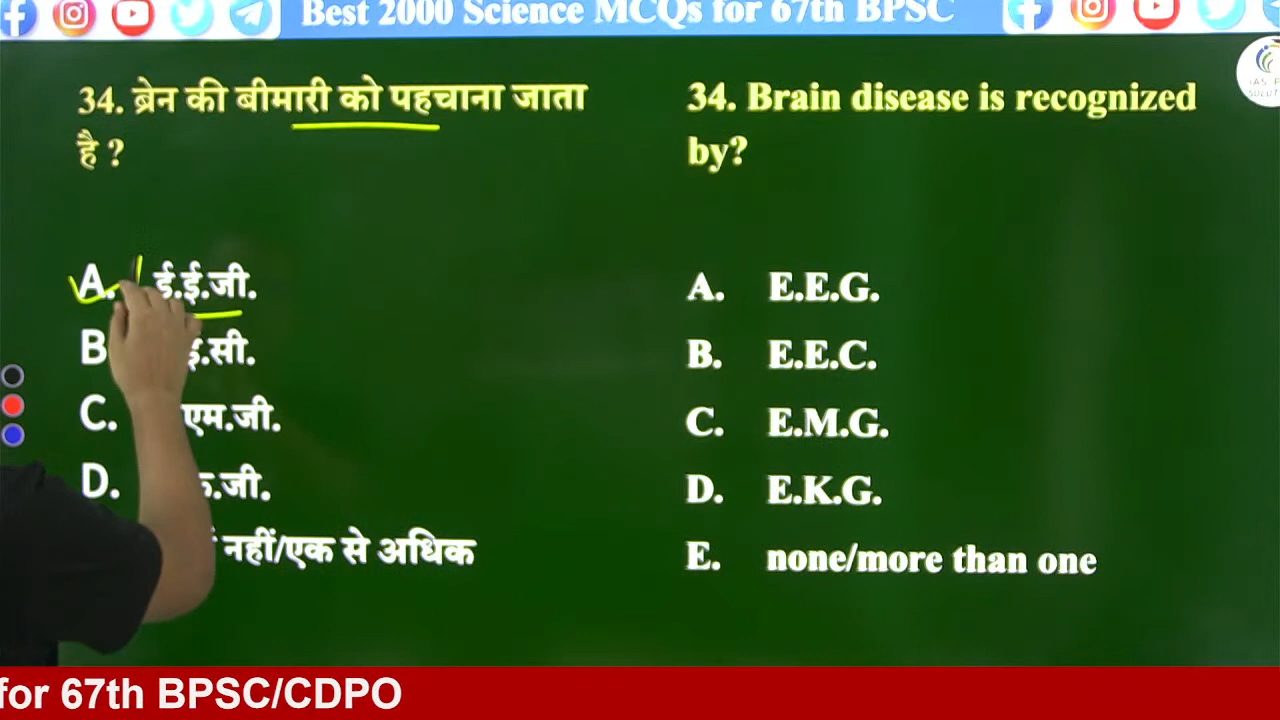 Best 2000 Science MCQs for 67th BPSC
34. ब्रेन की बीमारी को पहचाना जाता
है ?
A. ई.ई.जी.
B ई.सी.
C. एम.जी.
D. .जी.
नहीं/एक से अधिक
34. Brain disease is recognized
by?
A. E.E.G.
B. E.E.C.
C. E.M.G.
D. E.K.G.
E. none/more than one
for 67th BPSC/CDPO